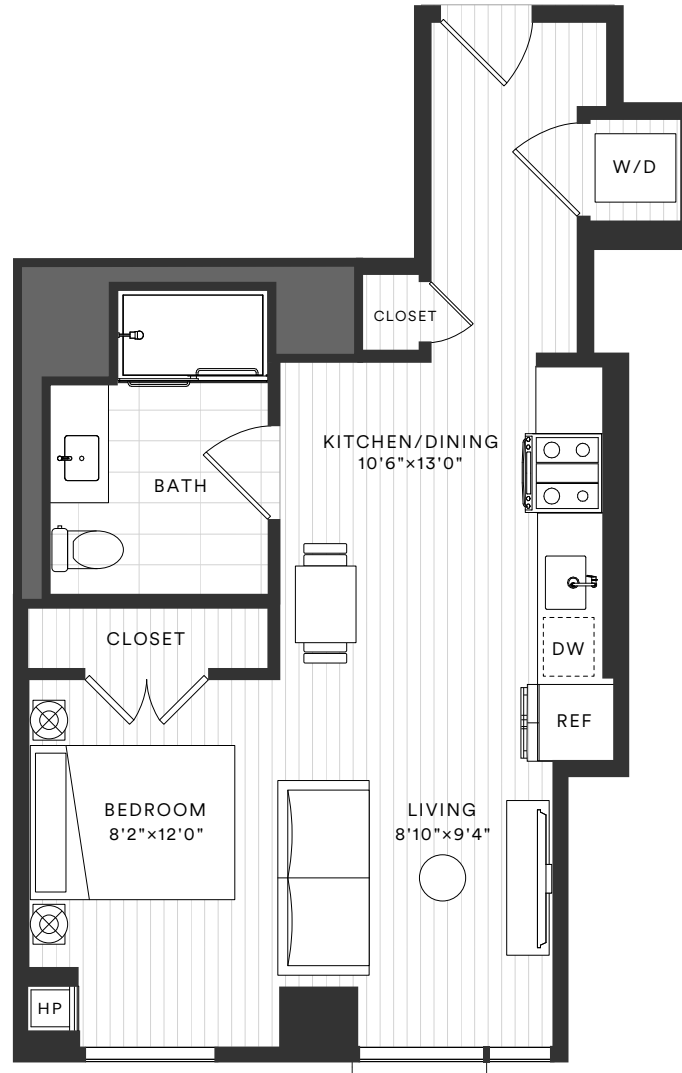 W/D
CLOSET
KITCHEN/DINING
10'6"×13'0"
BATH
CLOSET
DW
REF
BEDROOM
8'2"×12'0"
LIVING
8'10"×9'4"
HP